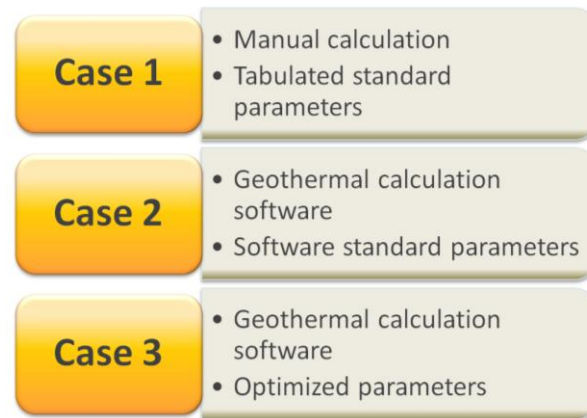 Case 1
• Manual calculation
• Tabulated standard
parameters
Case 2
• Geothermal calculation
software
• Software standard parameters
Case 3
• Geothermal calculation
software
• Optimized parameters